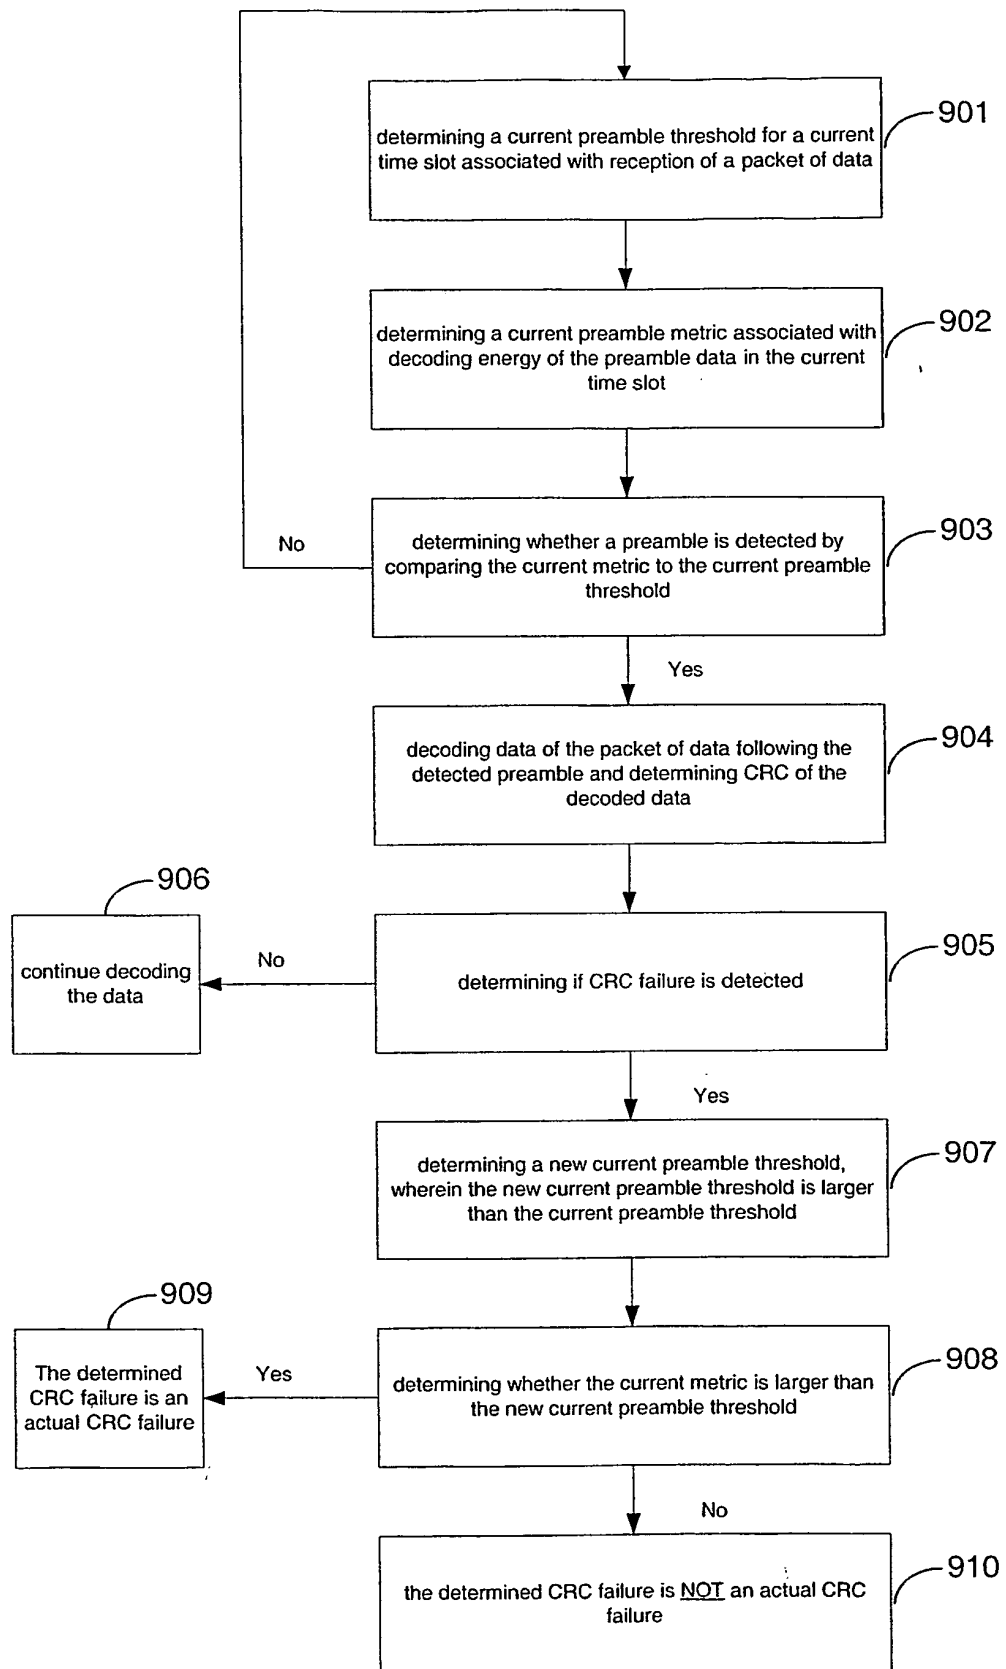 determining a current preamble threshold for a current
time slot associated with reception of a packet of data
901
determining a current preamble metric associated with
decoding energy of the preamble data in the current
time slot
902
determining whether a preamble is detected by
comparing the current metric to the current preamble
threshold
903
No
Yes
decoding data of the packet of data following the
detected preamble and determining CRC of the
decoded data
904
determining if CRC failure is detected
905
No
906
continue decoding
the data
Yes
determining a new current preamble threshold,
wherein the new current preamble threshold is larger
than the current preamble threshold
907
determining whether the current metric is larger than
the new current preamble threshold
908
Yes
909
The determined
CRC failure is an
actual CRC failure
No
the determined CRC failure is NOT an actual CRC
failure
910